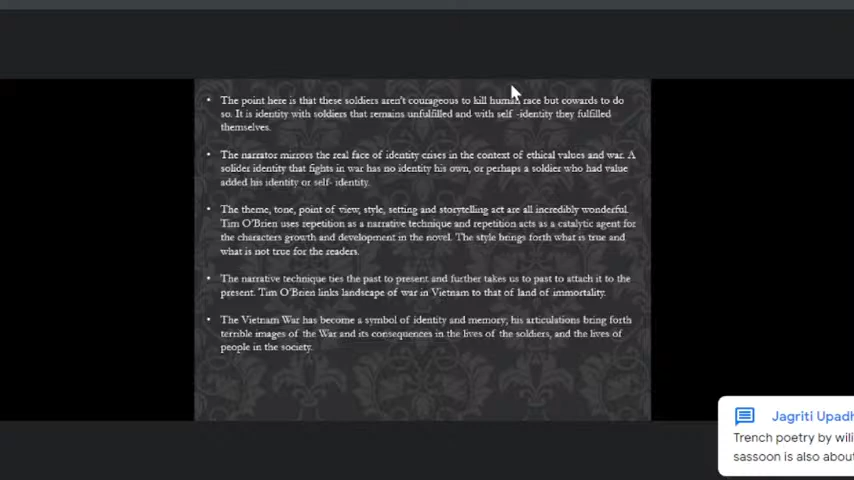 • The point here is that these soldiers aren't courageous to kill human race but cowards to do
so. It is identity with soldiers that remains unfulfilled and with self -identity they fulfilled
themselves.
• The narrator mirrors the real face of identity crises in the context of ethical values and war. A
solider identity that fights in war has no identity his own, or perhaps a soldier who had value
added his identity or self- identity.
• The theme, tone, point of view, style, setting and storytelling act are all incredibly wonderful.
Tim O'Brien uses repetition as a narrative technique and repetition acts as a catalytic agent for
the characters growth and development in the novel. The style brings forth what is true and
what is not true for the readers.
• The narrative technique ties the past to present and further takes us to past to attach it to the
present. Tim O'Brien links landscape of war in Vietnam to that of land of immortality.
• The Vietnam War has become a symbol of identity and memory; his articulations bring forth
terrible images of the War and its consequences in the lives of the soldiers, and the lives of
people in the society.
Jagriti Upadh
Trench poetry by wili
sassoon is also about